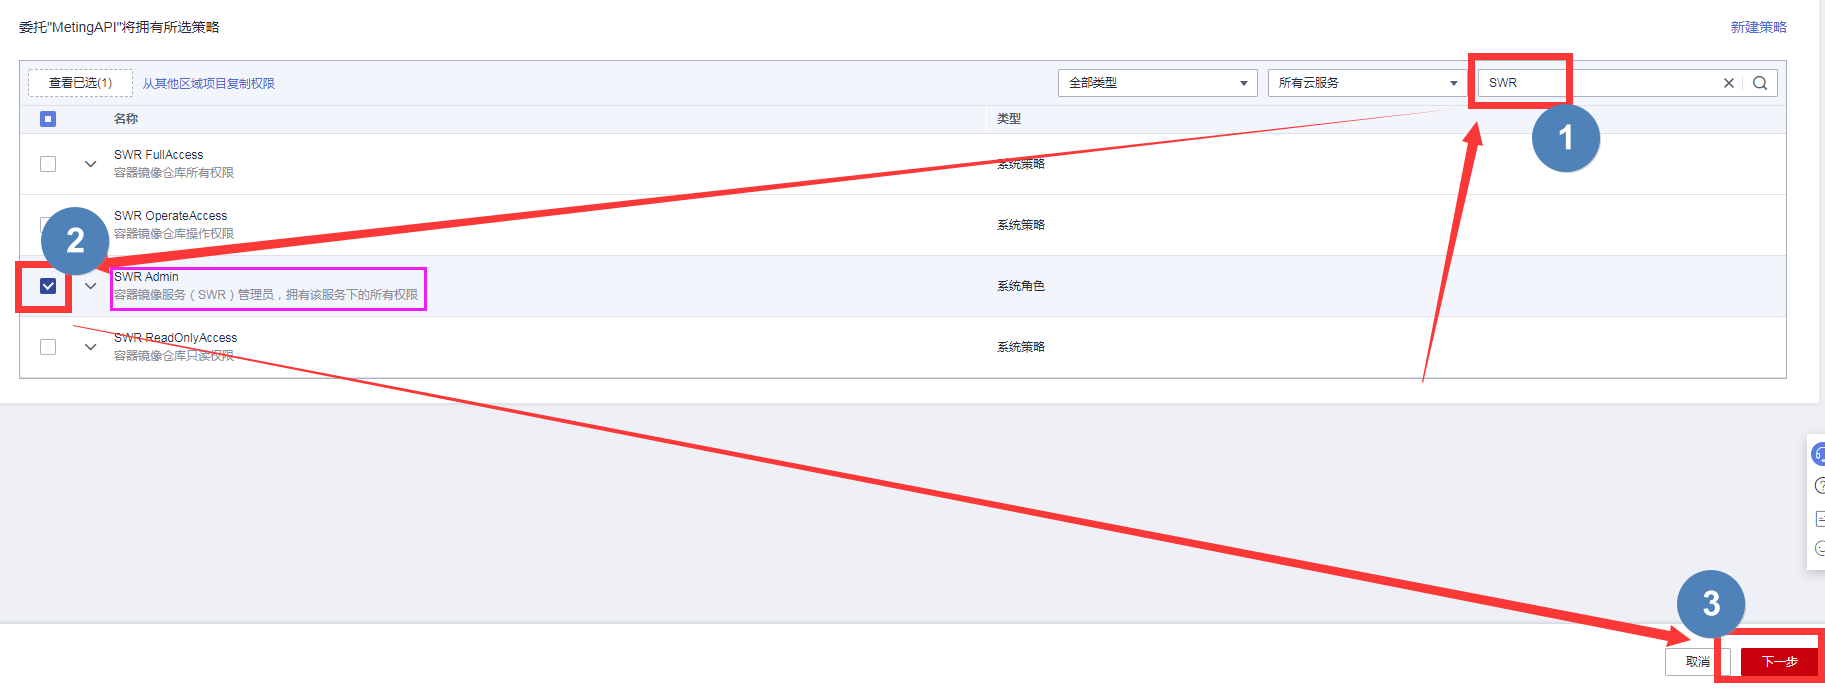 委托"MetingAPI"将拥有所选策略
新建策略
查看已选(1)
从其他区域项目复制权限
全部类型
所有云服务
SWR
1
名称
类型
SWR FullAccess
容器镜像仓库所有权限
系统策略
SWR OperateAccess
容器镜像仓库操作权限
系统策略
2
SWR Admin
容器镜像服务（SWR）管理员，拥有该服务下的所有权限
系统角色
SWR ReadOnlyAccess
容器镜像仓库只读权限
系统策略
3
取消
下一步